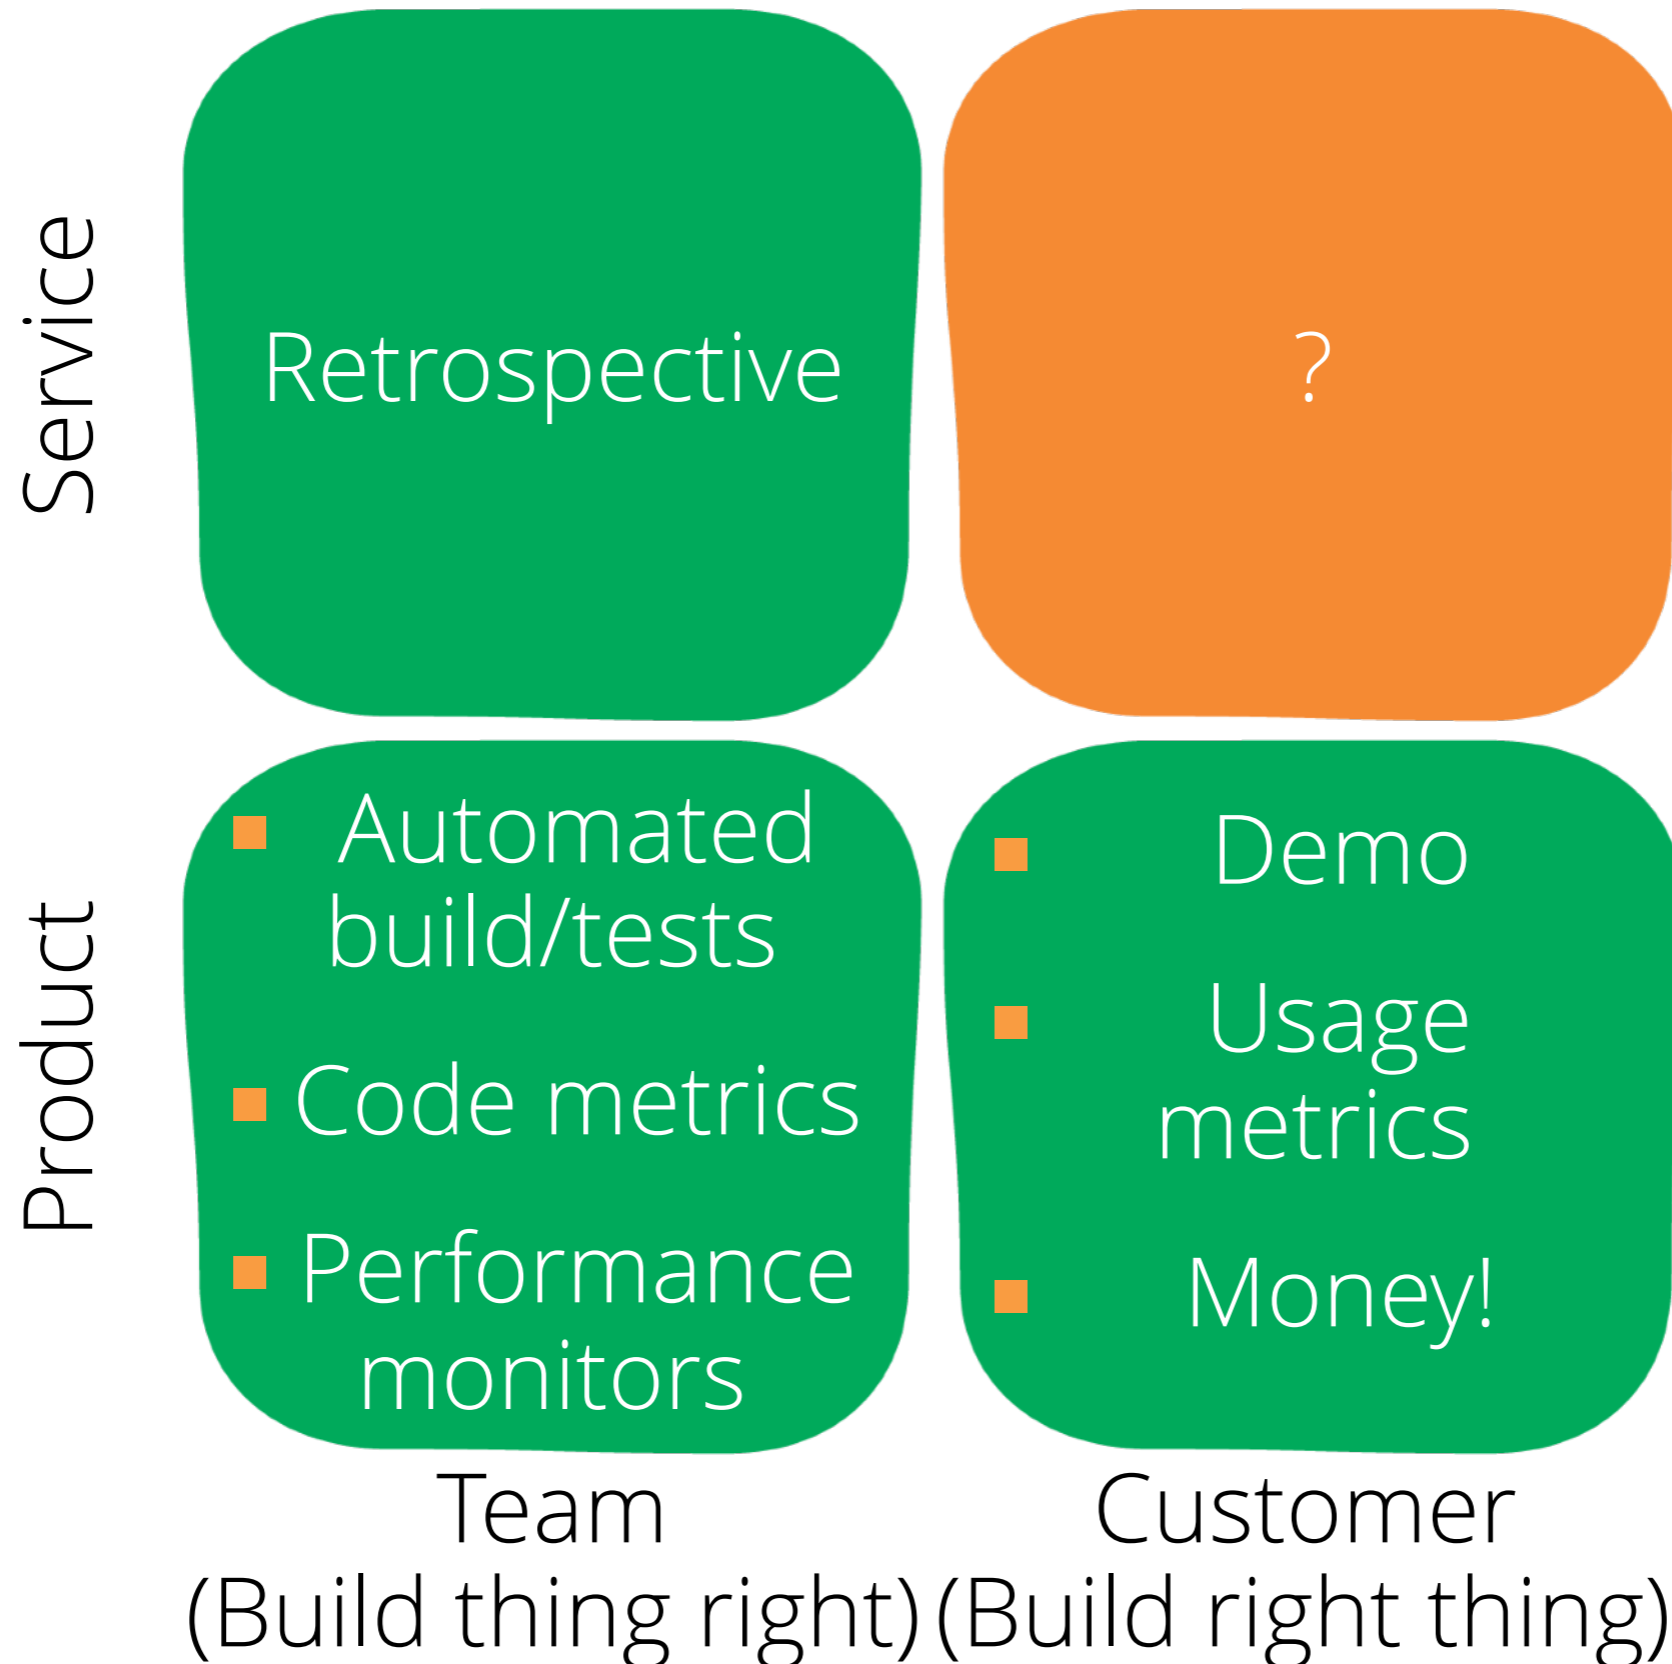 Service
Retrospective
?
Product
Automated
build/tests
Code metrics
Performance
monitors
Demo
Usage
metrics
Money!
Team
(Build thing right)
Customer
(Build right thing)